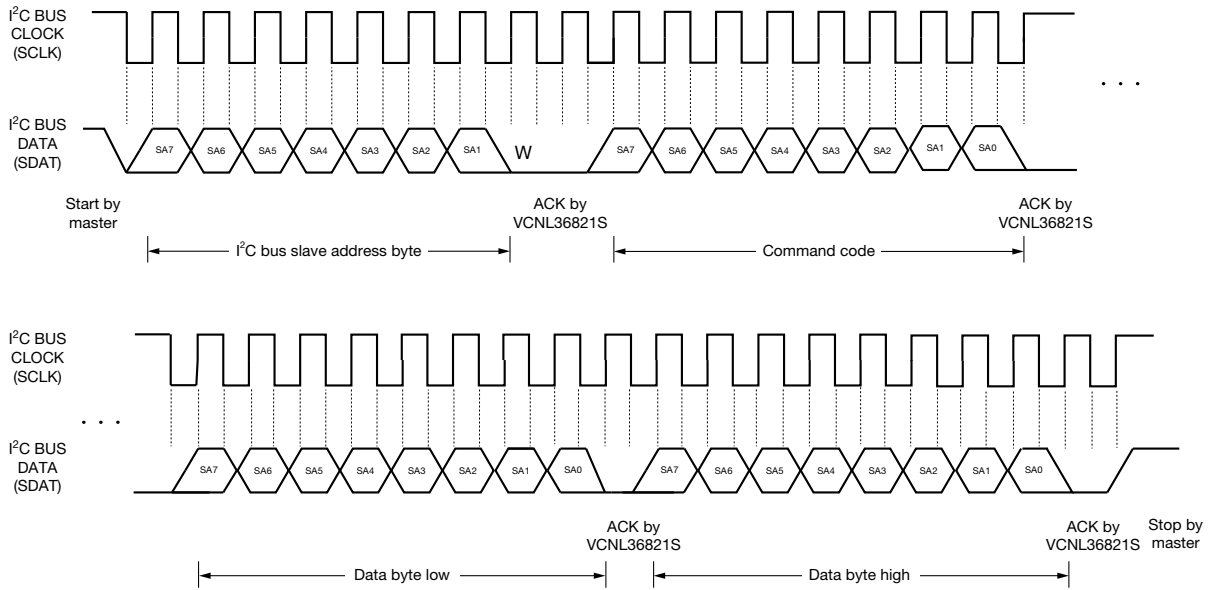 I²C BUS
CLOCK
(SCLK)
. . .
I²C BUS
DATA
(SDAT)
SA7 SA6 SA5 SA4 SA3 SA2 SA1 W SA7 SA6 SA5 SA4 SA3 SA2 SA1 SA0
Start by
master
ACK by
VCNL36821S
ACK by
VCNL36821S
I²C bus slave address byte
Command code
I²C BUS
CLOCK
(SCLK)
. . .
I²C BUS
DATA
(SDAT)
SA7 SA6 SA5 SA4 SA3 SA2 SA1 SA0 SA7 SA6 SA5 SA4 SA3 SA2 SA1 SA0
ACK by
VCNL36821S
ACK by
VCNL36821S
Stop by
master
Data byte low
Data byte high